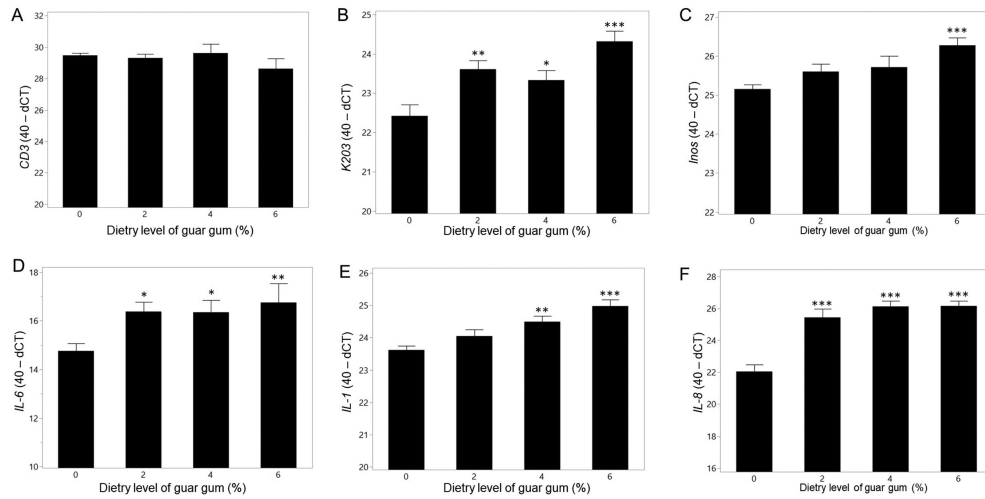 A
CD3 (40 – dCT)
32
30
28
26
24
22
20
0 2 4 6
Dietry level of guar gum (%)
B
K203 (40 – dCT)
25
24
23
22
21
20
** * ***
0 2 4 6
Dietry level of guar gum (%)
C
Inos (40 – dCT)
27
26
25
24
23
22
***
0 2 4 6
Dietry level of guar gum (%)
D
IL-6 (40 – dCT)
18
16
14
12
10
* * **
0 2 4 6
Dietry level of guar gum (%)
E
IL-1 (40 – dCT)
26
25
24
23
22
21
20
** ***
0 2 4 6
Dietry level of guar gum (%)
F
IL-8 (40 – dCT)
28
26
24
22
20
18
16
*** *** ***
0 2 4 6
Dietry level of guar gum (%)